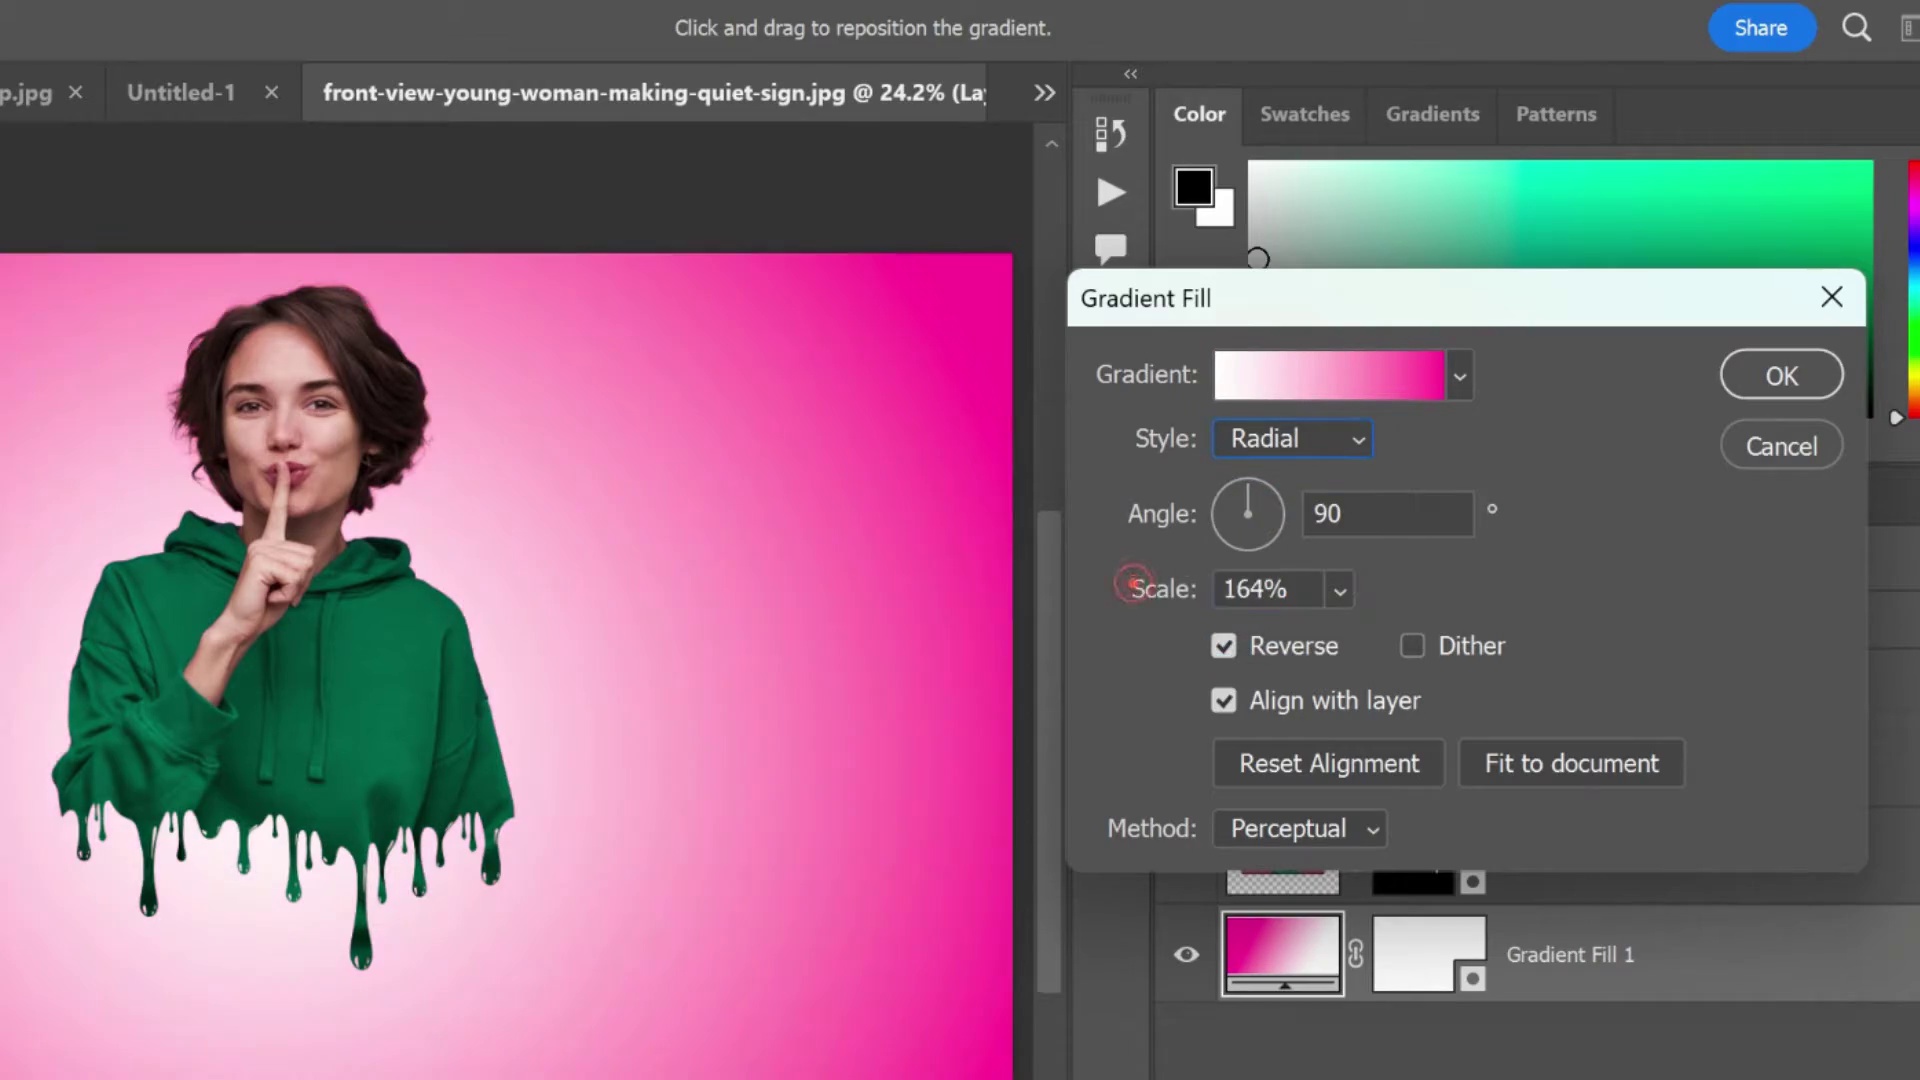 Click and drag to reposition the gradient.
Share
p.jpg ×
Untitled-1 ×
front-view-young-woman-making-quiet-sign.jpg @ 24.2% (La
Color
Swatches
Gradients
Patterns
Gradient Fill
Gradient:
OK
Style: Radial
Cancel
Angle: 90 °
Scale: 164%
Reverse
Dither
Align with layer
Reset Alignment
Fit to document
Method: Perceptual
Gradient Fill 1